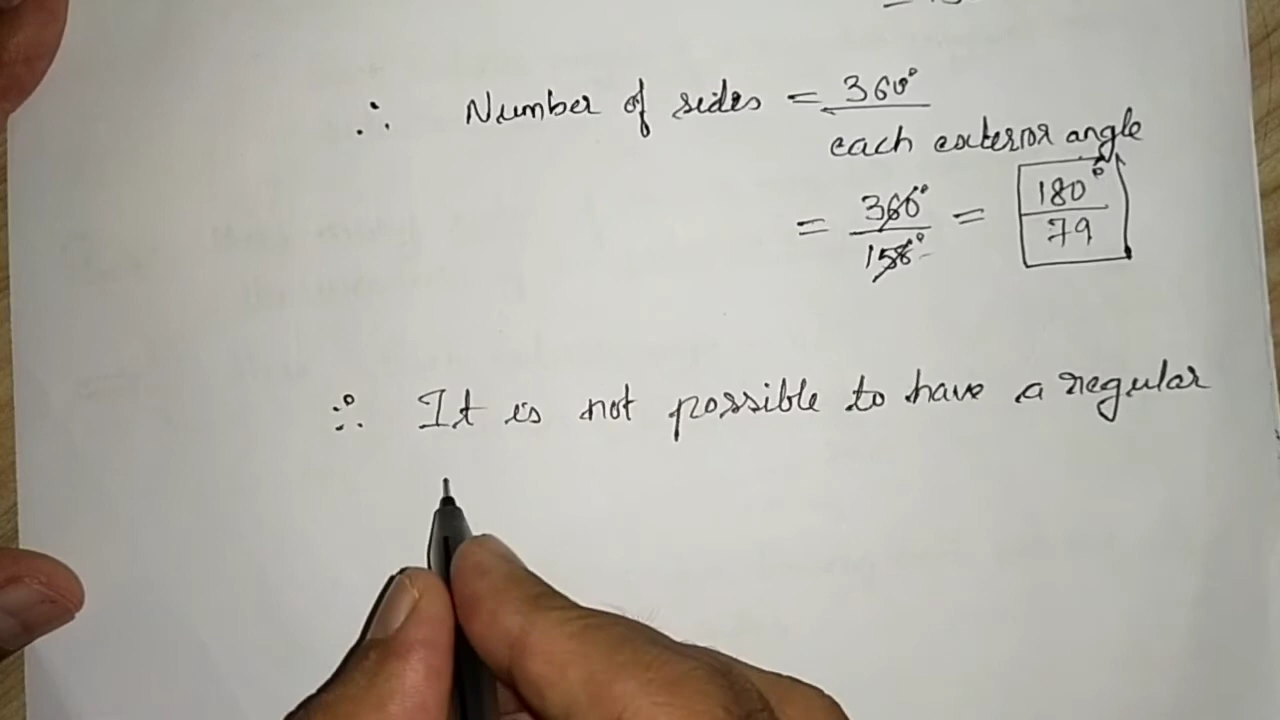 ∴ Number of sides = 360° / each exterior angle
= 360° / 158° = 180° / 79
∴ It is not possible to have a regular